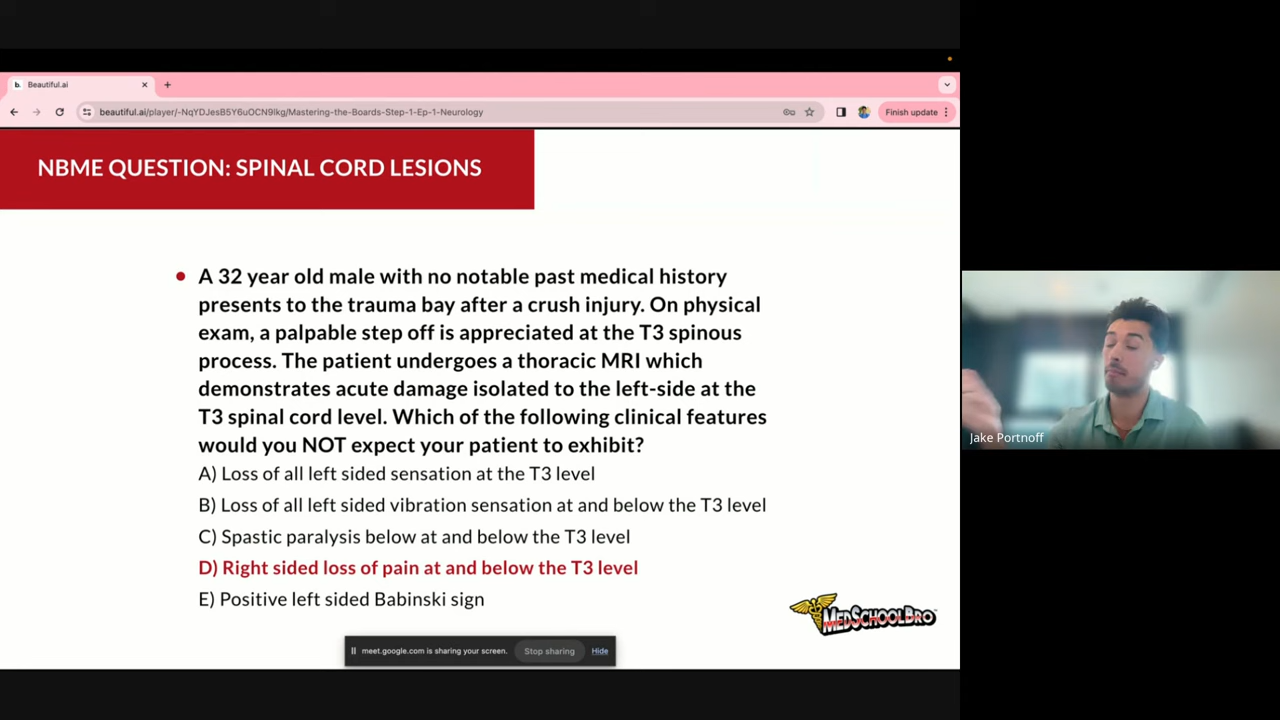 b. Beautiful.ai
beautiful.ai/player/-NqYDJesB5Y6uOCN9lkg/Mastering-the-Boards-Step-1-Ep-1-Neurology
Finish update
NBME QUESTION: SPINAL CORD LESIONS
A 32 year old male with no notable past medical history
presents to the trauma bay after a crush injury. On physical
exam, a palpable step off is appreciated at the T3 spinous
process. The patient undergoes a thoracic MRI which
demonstrates acute damage isolated to the left-side at the
T3 spinal cord level. Which of the following clinical features
would you NOT expect your patient to exhibit?
A) Loss of all left sided sensation at the T3 level
B) Loss of all left sided vibration sensation at and below the T3 level
C) Spastic paralysis below at and below the T3 level
D) Right sided loss of pain at and below the T3 level
E) Positive left sided Babinski sign
MEDSCHOOLBRO
meet.google.com is sharing your screen. Stop sharing Hide
Jake Portnoff